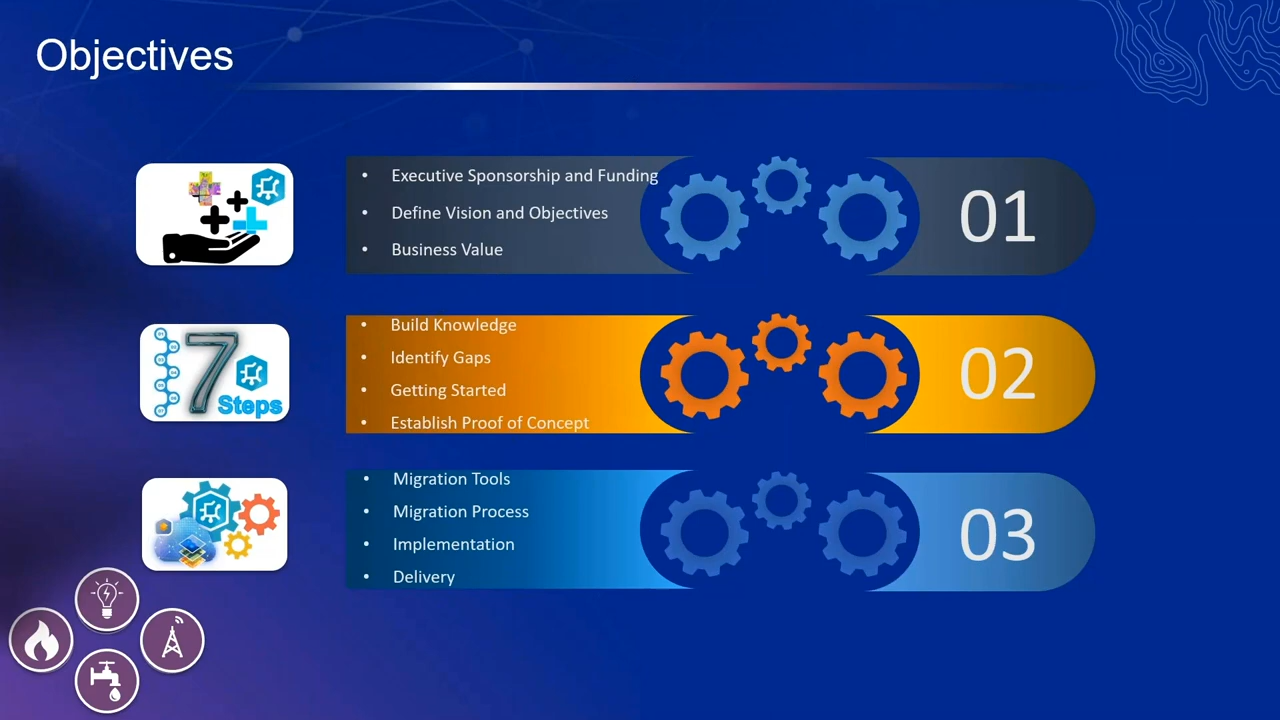 Objectives
• Executive Sponsorship and Funding
• Define Vision and Objectives
• Business Value
01
7
Steps
• Build Knowledge
• Identify Gaps
• Getting Started
• Establish Proof of Concept
02
• Migration Tools
• Migration Process
• Implementation
• Delivery
03